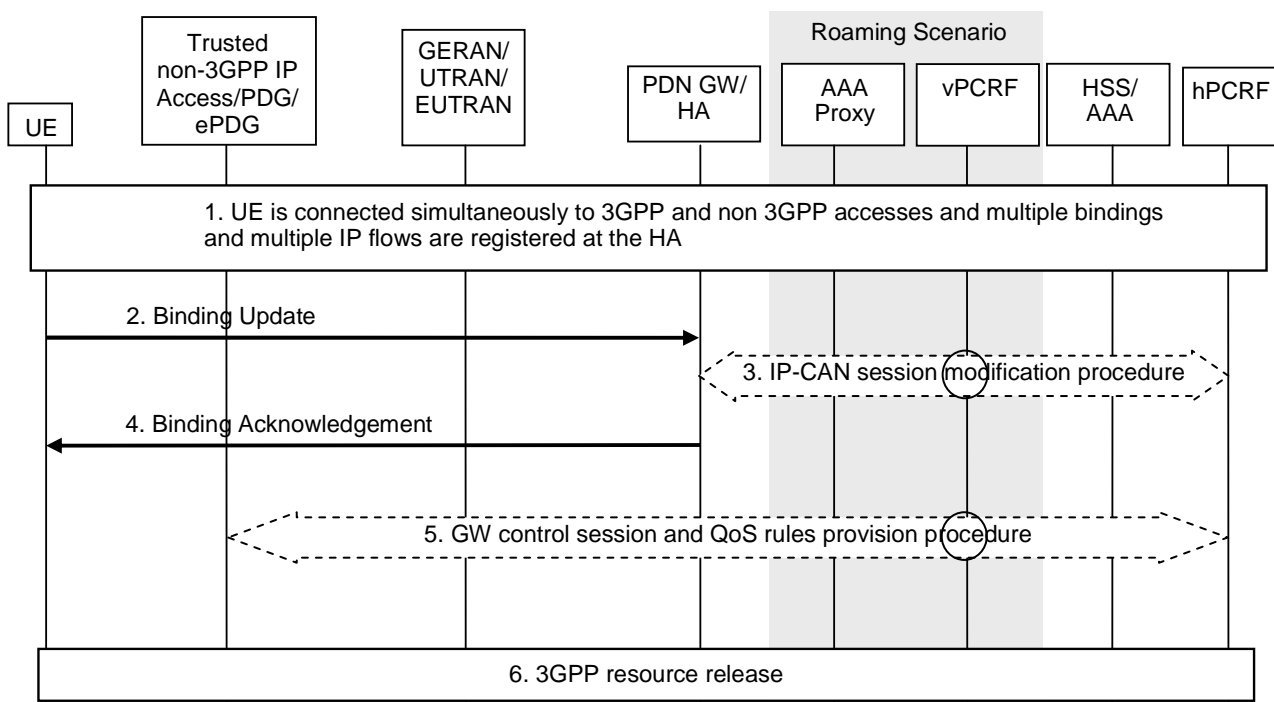 Roaming Scenario
UE
Trusted
non-3GPP IP
Access/PDG/
ePDG
GERAN/
UTRAN/
EUTRAN
PDN GW/
HA
AAA
Proxy
vPCRF
HSS/
AAA
hPCRF
1. UE is connected simultaneously to 3GPP and non 3GPP accesses and multiple bindings
and multiple IP flows are registered at the HA
2. Binding Update
3. IP-CAN session modification procedure
4. Binding Acknowledgement
5. GW control session and QoS rules provision procedure
6. 3GPP resource release